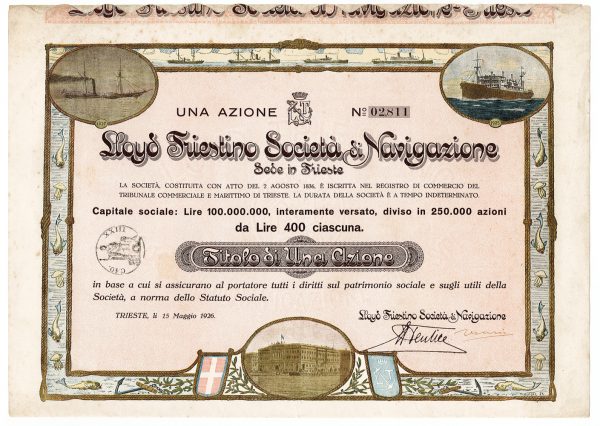 UNA AZIONE
No 02811
Lloyd Triestino Società di Navigazione
Sede in Trieste
LA SOCIETÀ, COSTITUITA CON ATTO DEL 2 AGOSTO 1836, È ISCRITTA NEL REGISTRO DI COMMERCIO DEL
TRIBUNALE COMMERCIALE E MARITTIMO DI TRIESTE. LA DURATA DELLA SOCIETÀ È A TEMPO INDETERMINATO.
Capitale sociale: Lire 100.000.000, interamente versato, diviso in 250.000 azioni
da Lire 400 ciascuna.
XXIII
Titolo di Una Azione
in base a cui si assicurano al portatore tutti i diritti sul patrimonio sociale e sugli utili della
Società, a norma dello Statuto Sociale.
TRIESTE, li 15 Maggio 1926.
Lloyd Triestino Società di Navigazione